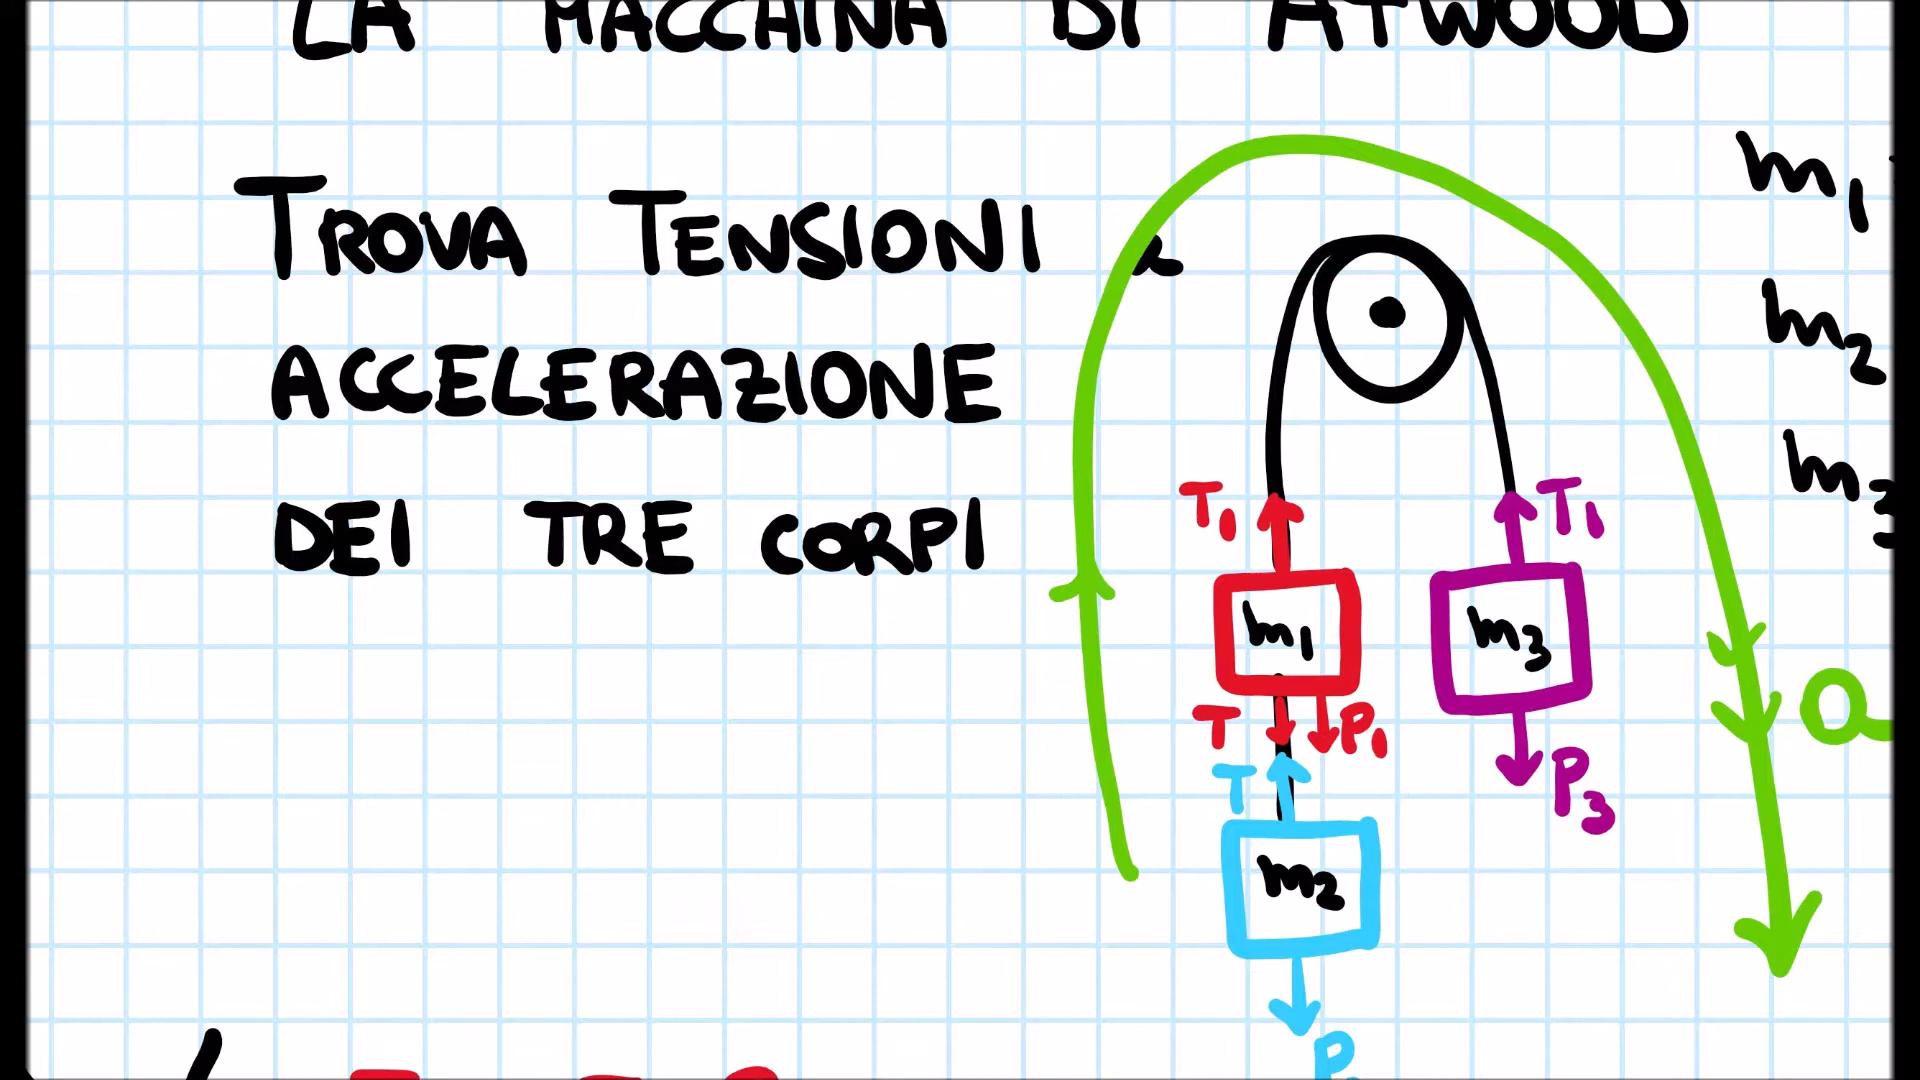 LA MACCHINA DI ATWOOD
TROVA TENSIONI
ACCELERAZIONE
DEI TRE CORPI
m1
m2
m3
T1
T1
m1
m3
T
P1
T
P3
a
m2
P